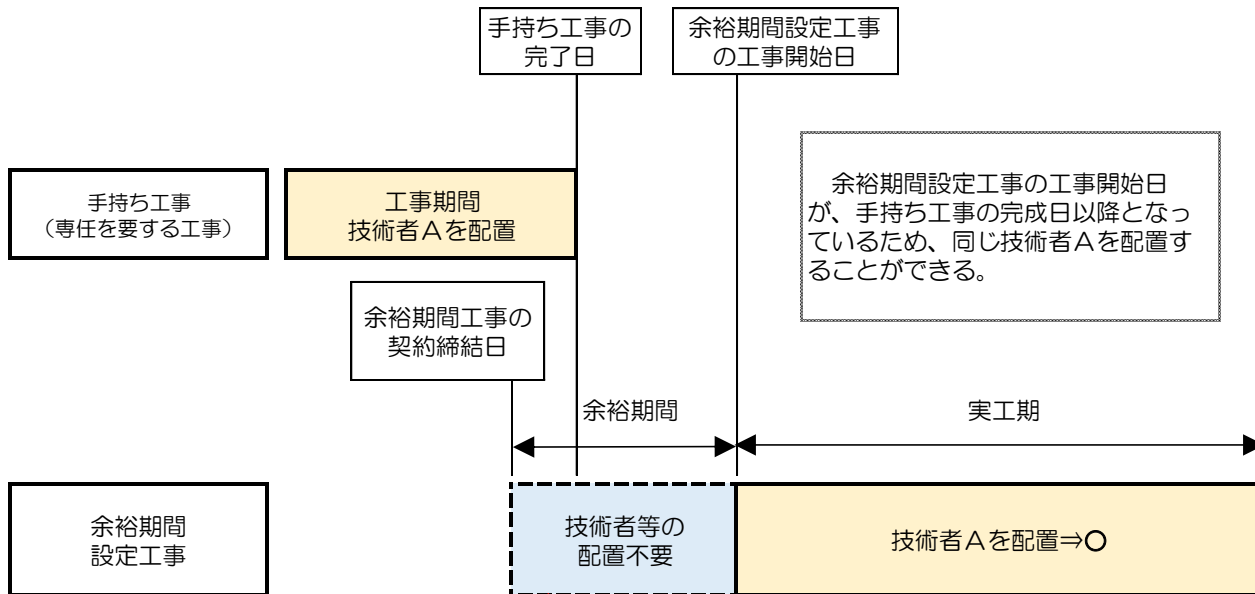 手持ち工事の
完了日
余裕期間設定工事
の工事開始日
手持ち工事
（専任を要する工事）
工事期間
技術者Ａを配置
余裕期間設定工事の工事開始日
が、手持ち工事の完成日以降となっ
ているため、同じ技術者Ａを配置す
ることができる。
余裕期間工事の
契約締結日
余裕期間
実工期
余裕期間
設定工事
技術者等の
配置不要
技術者Ａを配置⇒〇